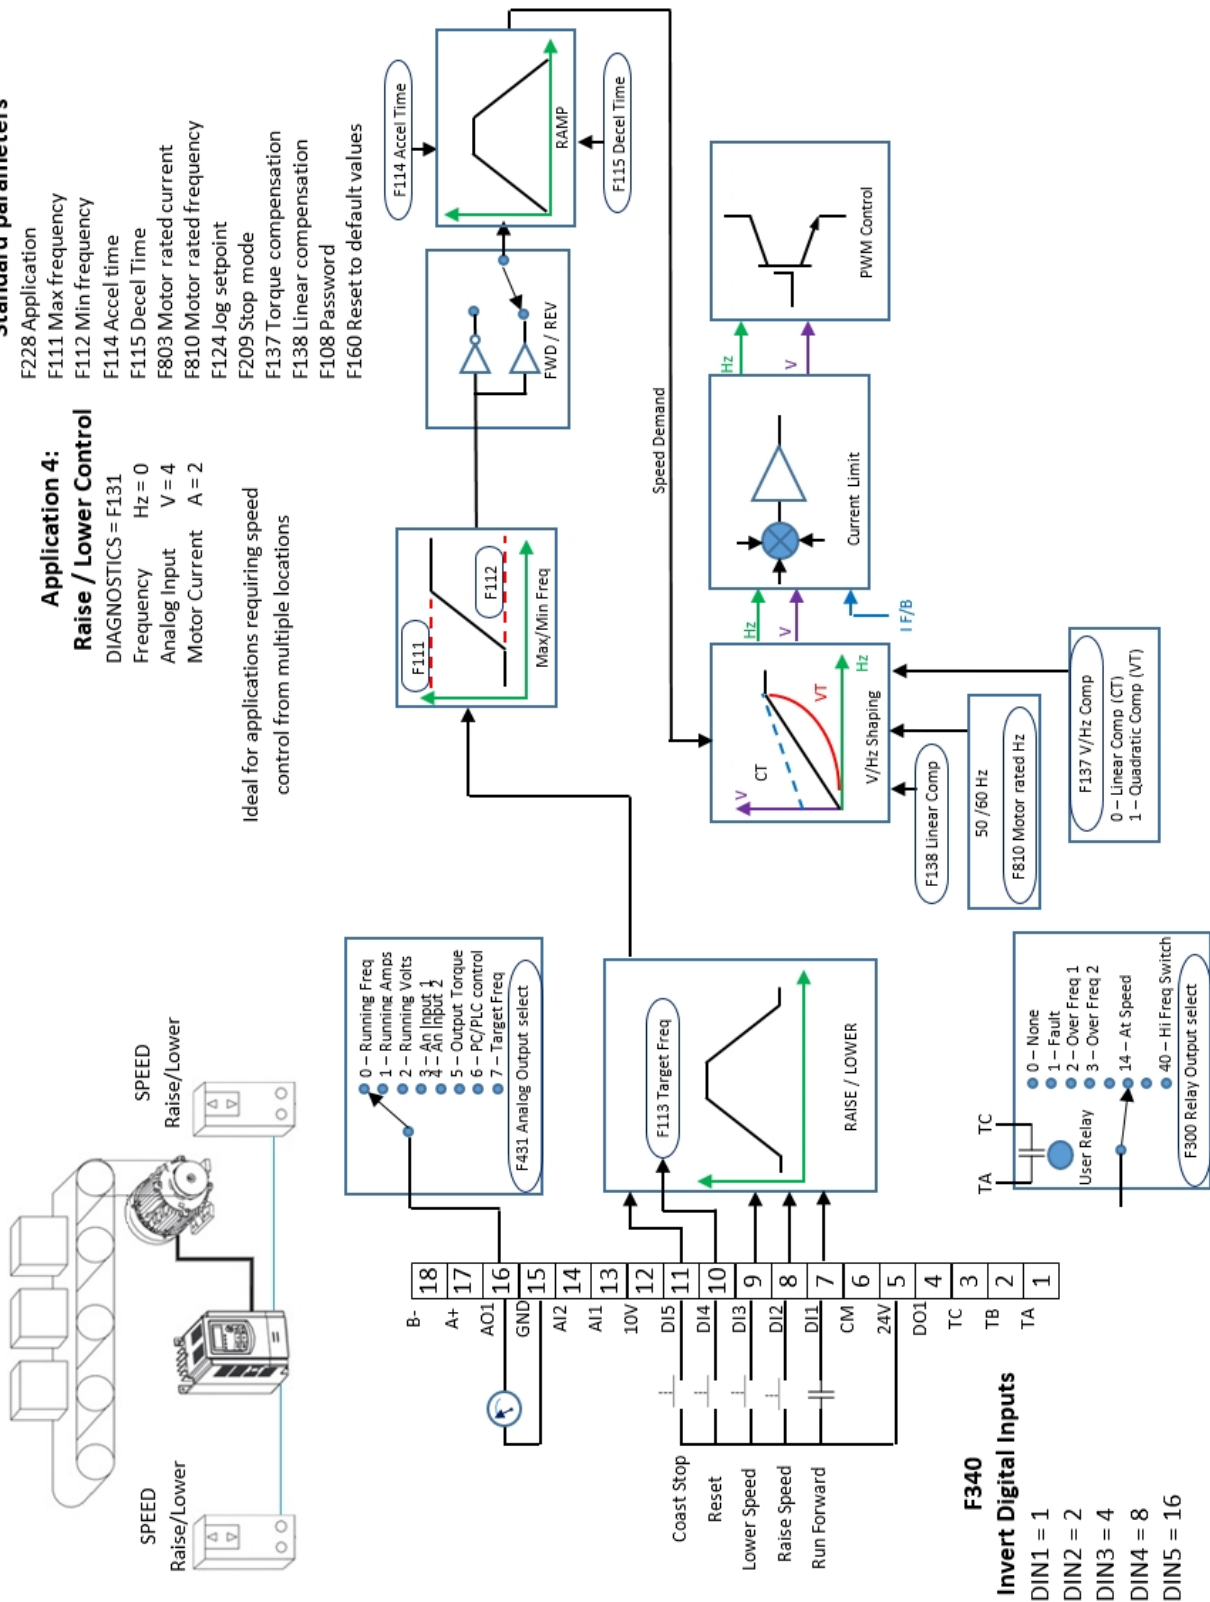 Standard parameters
F228 Application
F111 Max frequency
F112 Min frequency
F114 Accel time
F115 Decel Time
F803 Motor rated current
F810 Motor rated frequency
F124 Jog setpoint
F209 Stop mode
F137 Torque compensation
F138 Linear compensation
F108 Password
F160 Reset to default values
Application 4:
Raise / Lower Control
DIAGNOSTICS = F131
Frequency Hz = 0
Analog Input V = 4
Motor Current A = 2
Ideal for applications requiring speed
control from multiple locations
SPEED
Raise/Lower
SPEED
Raise/Lower
0 – Running Freq
1 – Running Amps
2 – Running Volts
3 – An Input 1
4 – An Input 2
5 – Output Torque
6 – PC/PLC control
7 – Target Freq
F431 Analog Output select
F111
F112
Max/Min Freq
FWD / REV
F114 Accel Time
RAMP
F115 Decel Time
Speed Demand
F113 Target Freq
RAISE / LOWER
V
CT
VT
Hz
V/Hz Shaping
F138 Linear Comp
50 /60 Hz
F810 Motor rated Hz
F137 V/Hz Comp
0 – Linear Comp (CT)
1 – Quadratic Comp (VT)
Hz
V
I F/B
Current Limit
Hz
V
PWM Control
TA
TC
User Relay
0 – None
1 – Fault
2 – Over Freq 1
3 – Over Freq 2
14 – At Speed
40 – Hi Freq Switch
F300 Relay Output select
B- 18
A+ 17
AO1 16
GND 15
AI2 14
AI1 13
10V 12
DI5 11
DI4 10
DI3 9
DI2 8
DI1 7
CM 6
24V 5
DO1 4
TC 3
TB 2
TA 1
Coast Stop
Reset
Lower Speed
Raise Speed
Run Forward
F340
Invert Digital Inputs
DIN1 = 1
DIN2 = 2
DIN3 = 4
DIN4 = 8
DIN5 = 16